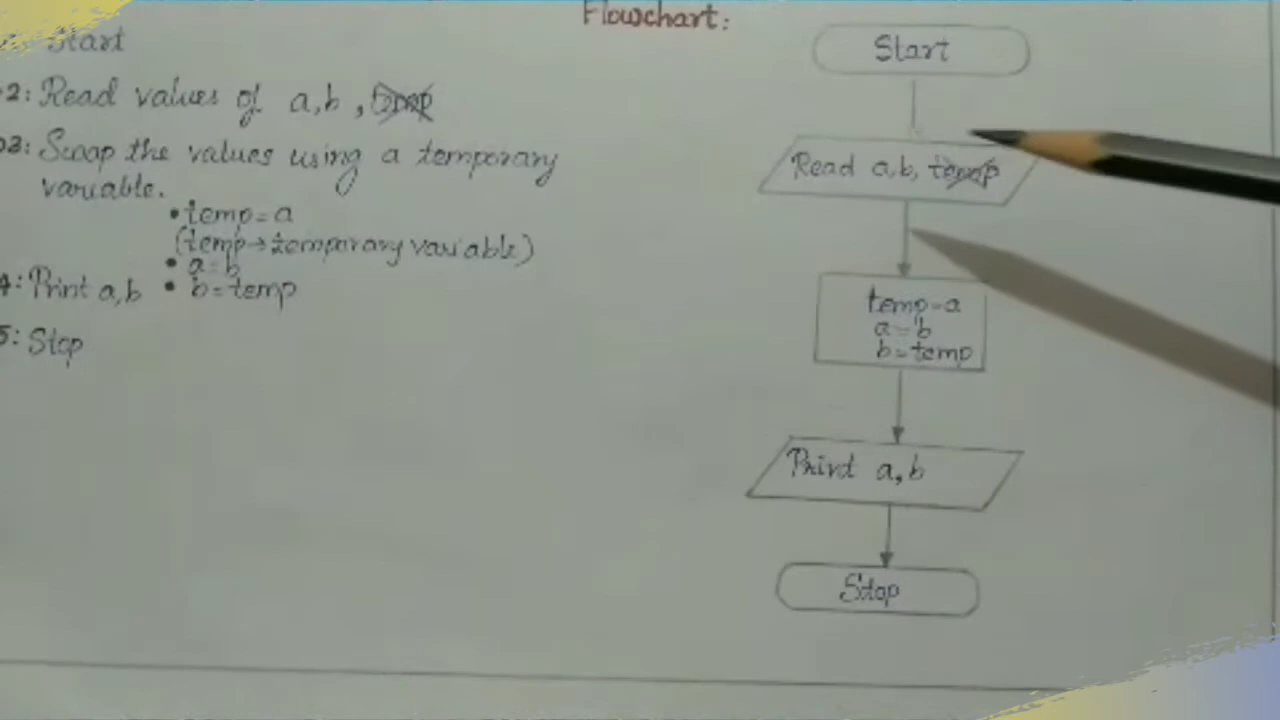 Start
2: Read values of a,b,
3: Swap the values using a temporary
variable.
• temp=a
(temp→temporary variable)
• a=b
4: Print a,b • b=temp
5: Stop
Flowchart:
Start
Read a,b, temp
temp=a
a=b
b=temp
Print a,b
Stop